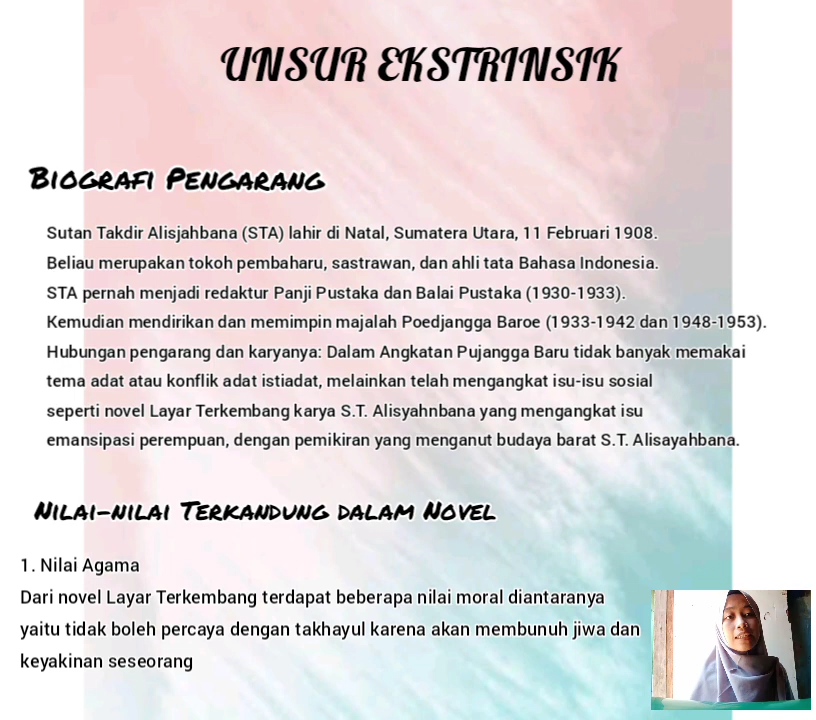 UNSUR EKSTRINSIK
Biografi Pengarang
Sutan Takdir Alisjahbana (STA) lahir di Natal, Sumatera Utara, 11 Februari 1908.
Beliau merupakan tokoh pembaharu, sastrawan, dan ahli tata Bahasa Indonesia.
STA pernah menjadi redaktur Panji Pustaka dan Balai Pustaka (1930-1933).
Kemudian mendirikan dan memimpin majalah Poedjangga Baroe (1933-1942 dan 1948-1953).
Hubungan pengarang dan karyanya: Dalam Angkatan Pujangga Baru tidak banyak memakai
tema adat atau konflik adat istiadat, melainkan telah mengangkat isu-isu sosial
seperti novel Layar Terkembang karya S.T. Alisyahnbana yang mengangkat isu
emansipasi perempuan, dengan pemikiran yang menganut budaya barat S.T. Alisayahbana.
Nilai-nilai Terkandung dalam Novel
1. Nilai Agama
Dari novel Layar Terkembang terdapat beberapa nilai moral diantaranya
yaitu tidak boleh percaya dengan takhayul karena akan membunuh jiwa dan
keyakinan seseorang